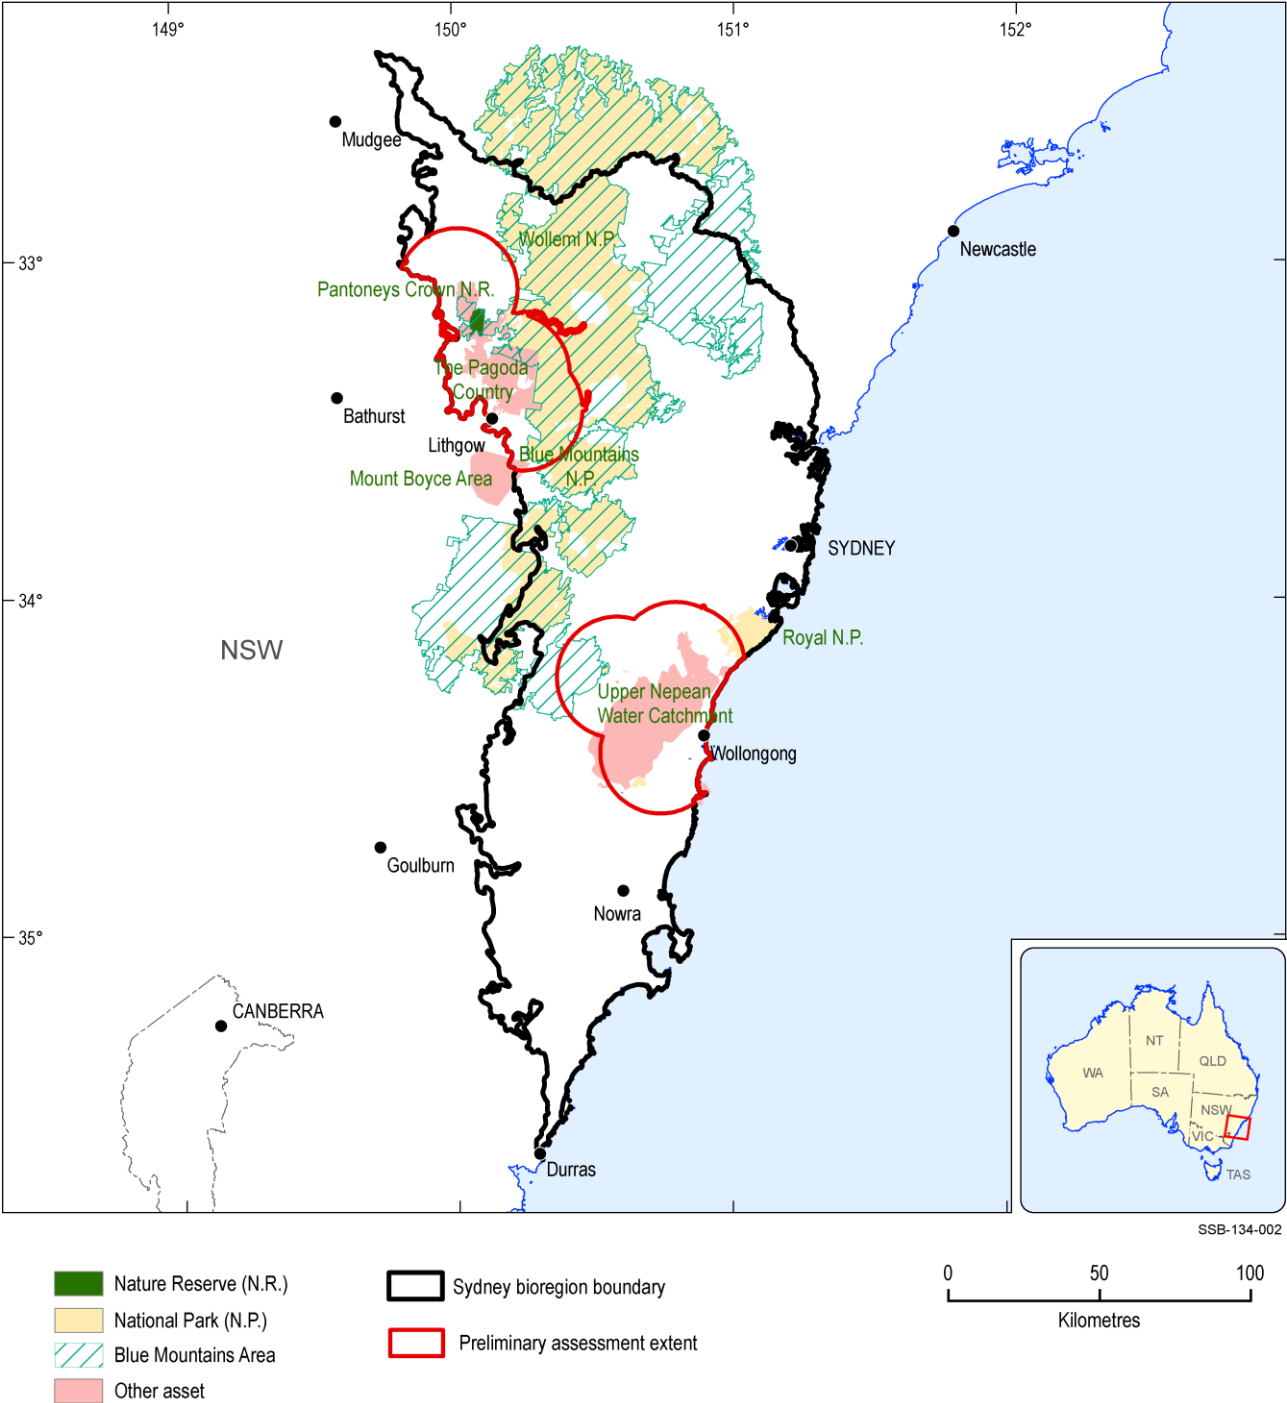 149°
150°
151°
152°
Mudgee
Wollemi N.P.
Newcastle
33°
Pantoneys Crown N.R.
The Pagoda
Country
Bathurst
Lithgow
Blue Mountains
N.P.
Mount Boyce Area
SYDNEY
34°
NSW
Royal N.P.
Upper Nepean
Water Catchment
Wollongong
Goulburn
Nowra
35°
CANBERRA
Durras
NT
QLD
WA
SA
NSW
VIC
TAS
SSB-134-002
Nature Reserve (N.R.)
National Park (N.P.)
Blue Mountains Area
Other asset
Sydney bioregion boundary
Preliminary assessment extent
0 50 100
Kilometres